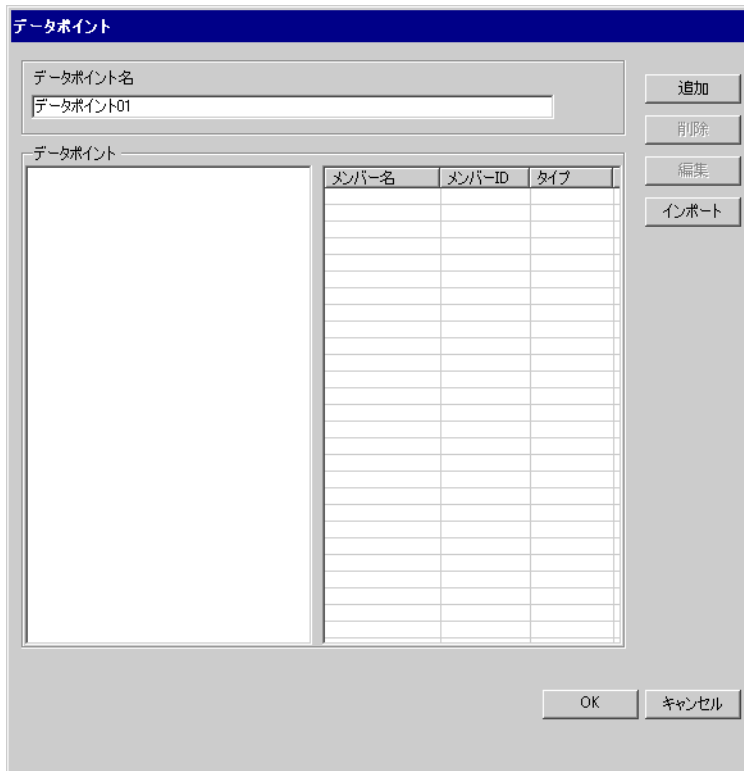 データポイント
データポイント名
データポイント01
追加
削除
データポイント
編集
メンバー名 メンバーID タイプ
インポート
OK キャンセル